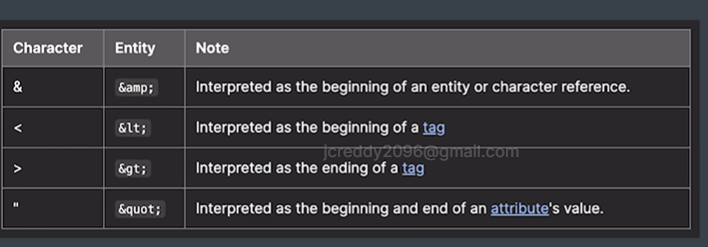 Character Entity Note
& &amp; Interpreted as the beginning of an entity or character reference.
< &lt; Interpreted as the beginning of a tag
jcreddy2096@gmail.com
> &gt; Interpreted as the ending of a tag
" &quot; Interpreted as the beginning and end of an attribute's value.